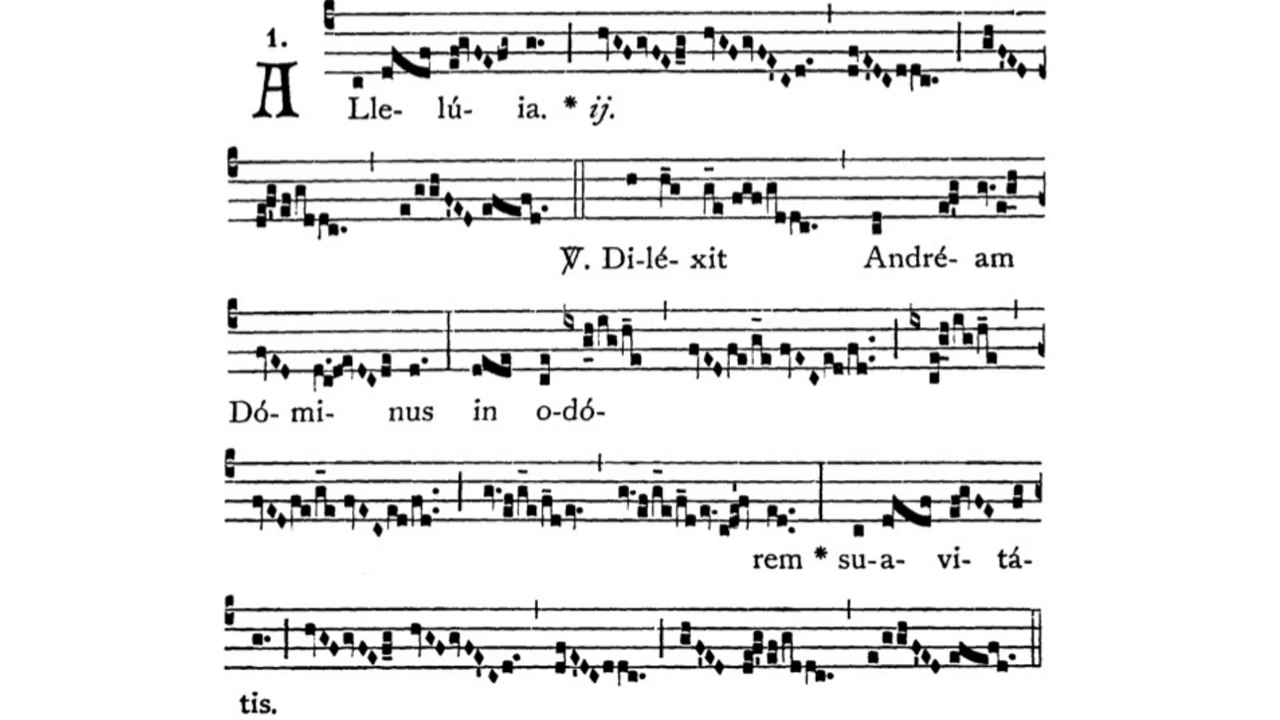 1.
ALle- lú- ia. * ij.
℣. Di-lé- xit André- am
Dó- mi- nus in o-dó-
rem * su-a- vi- tá-
tis.